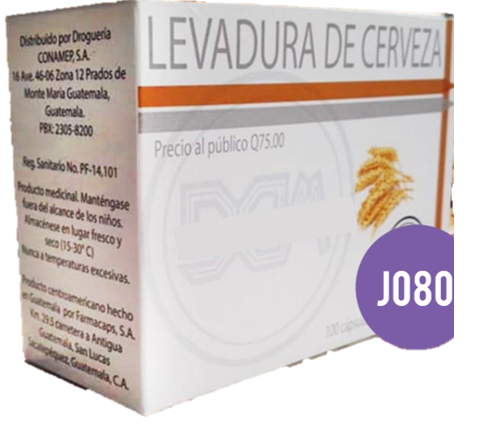 LEVADURA DE CERVEZA
Precio al público Q75.00
100
J080
Distribuido por Droguería
CONAMEP, S.A.
16 Ave. 46-06 Zona 12 Prados de
Monte María Guatemala,
Guatemala.
PBX: 2305-8200
Reg. Sanitario No. PF-14,101
Producto medicinal. Manténgase
fuera del alcance de los niños.
Almacénese en lugar fresco y
seco (15-30° C)
Nunca a temperaturas excesivas.
Producto centroamericano hecho
en Guatemala por Farmacaps, S.A.
Km. 29.5 carretera a Antigua
Guatemala, San Lucas
Sacatepéquez, Guatemala, C.A.